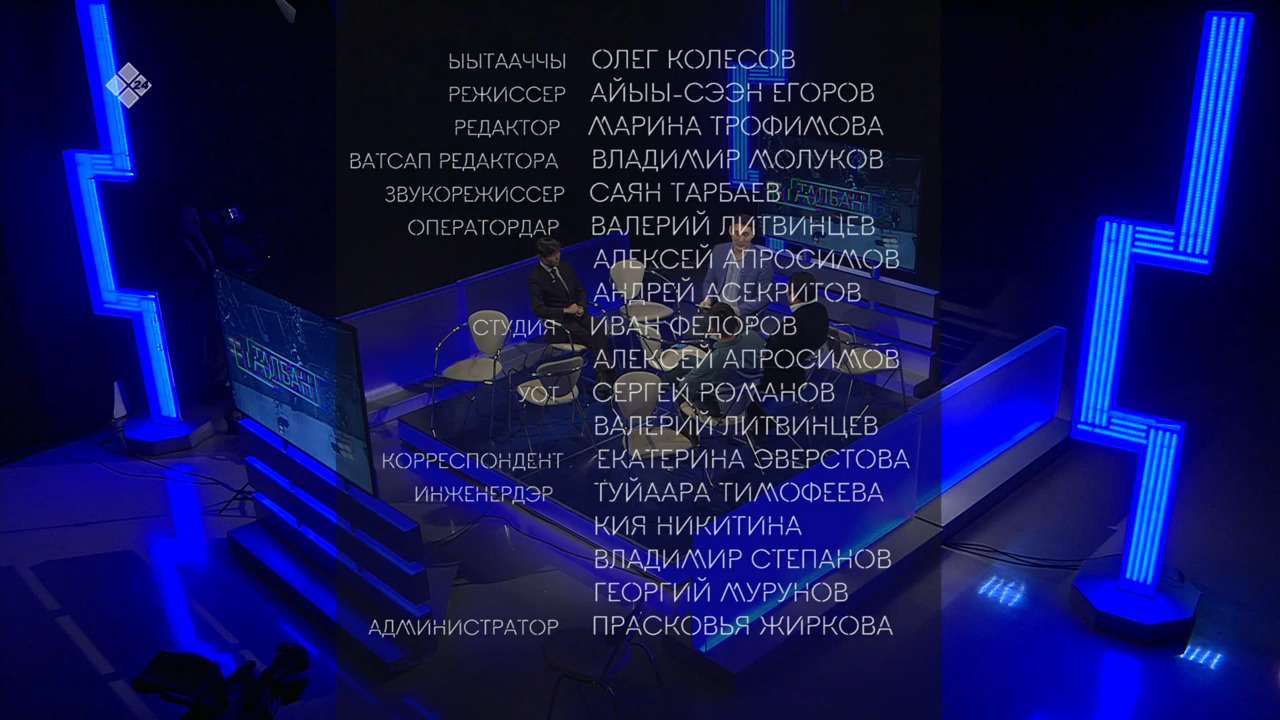 ЫЫТААЧЧЫ ОЛЕГ КОЛЕСОВ
X24
РЕЖИССЕР АЙЫЫ-СЭЭН ЕГОРОВ
РЕДАКТОР МАРИНА ТРОФИМОВА
ВАТСАП РЕДАКТОРА ВЛАДИМИР МОЛУКОВ
ЗВУКОРЕЖИССЕР САЯН ТАРБАЕВ
ОПЕРАТОРДАР ВАЛЕРИЙ ЛИТВИНЦЕВ
АЛЕКСЕЙ АПРОСИМОВ
АНДРЕЙ АСЕКРИТОВ
СТУДИЯ ИВАН ФЕДОРОВ
АЛЕКСЕЙ АПРОСИМОВ
УОТ СЕРГЕЙ РОМАНОВ
ВАЛЕРИЙ ЛИТВИНЦЕВ
КОРРЕСПОНДЕНТ ЕКАТЕРИНА ЭВЕРСТОВА
ИНЖЕНЕРДЭР ТУЙААРА ТИМОФЕЕВА
КИЯ НИКИТИНА
ВЛАДИМИР СТЕПАНОВ
ГЕОРГИЙ МУРУНОВ
АДМИНИСТРАТОР ПРАСКОВЬЯ ЖИРКОВА